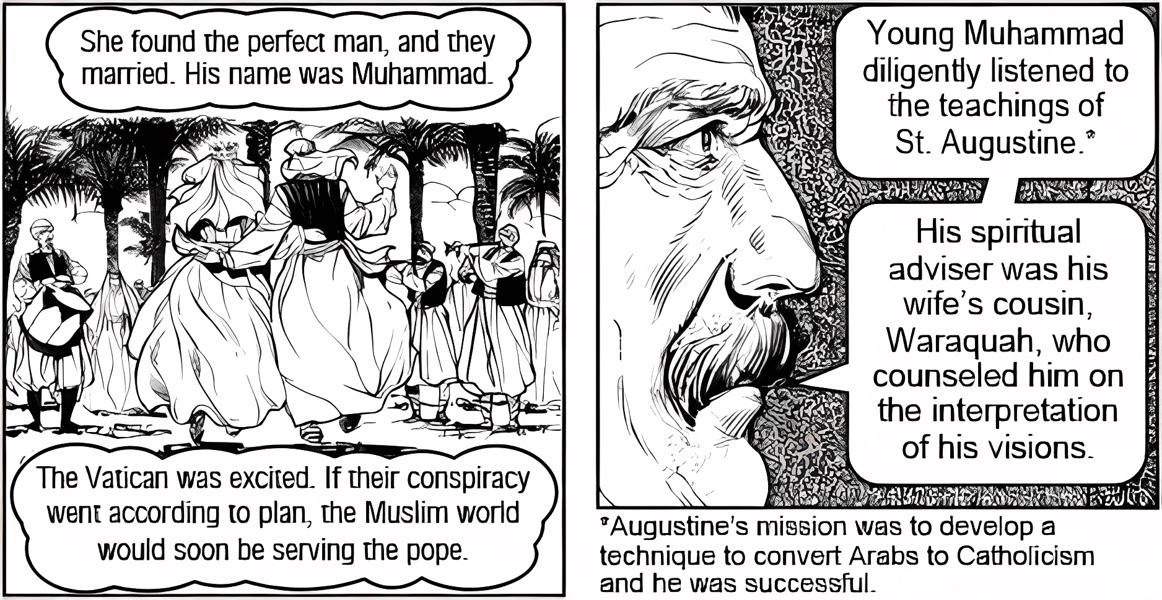 She found the perfect man, and they
married. His name was Muhammad.
The Vatican was excited. If their conspiracy
went according to plan, the Muslim world
would soon be serving the pope.
Young Muhammad
diligently listened to
the teachings of
St. Augustine.*
His spiritual
adviser was his
wife's cousin,
Waraquah, who
counseled him on
the interpretation
of his visions.
*Augustine's mission was to develop a
technique to convert Arabs to Catholicism
and he was successful.